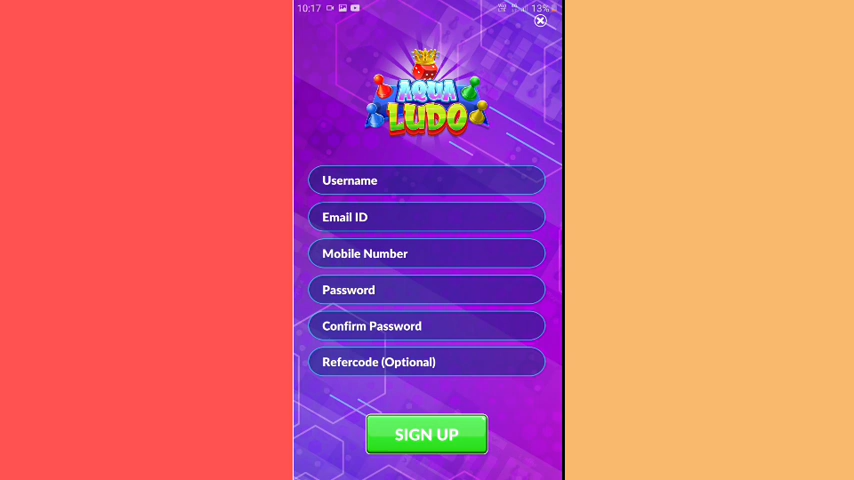 10:17
13%
AQUA
LUDO
Username
Email ID
Mobile Number
Password
Confirm Password
Refercode (Optional)
SIGN UP